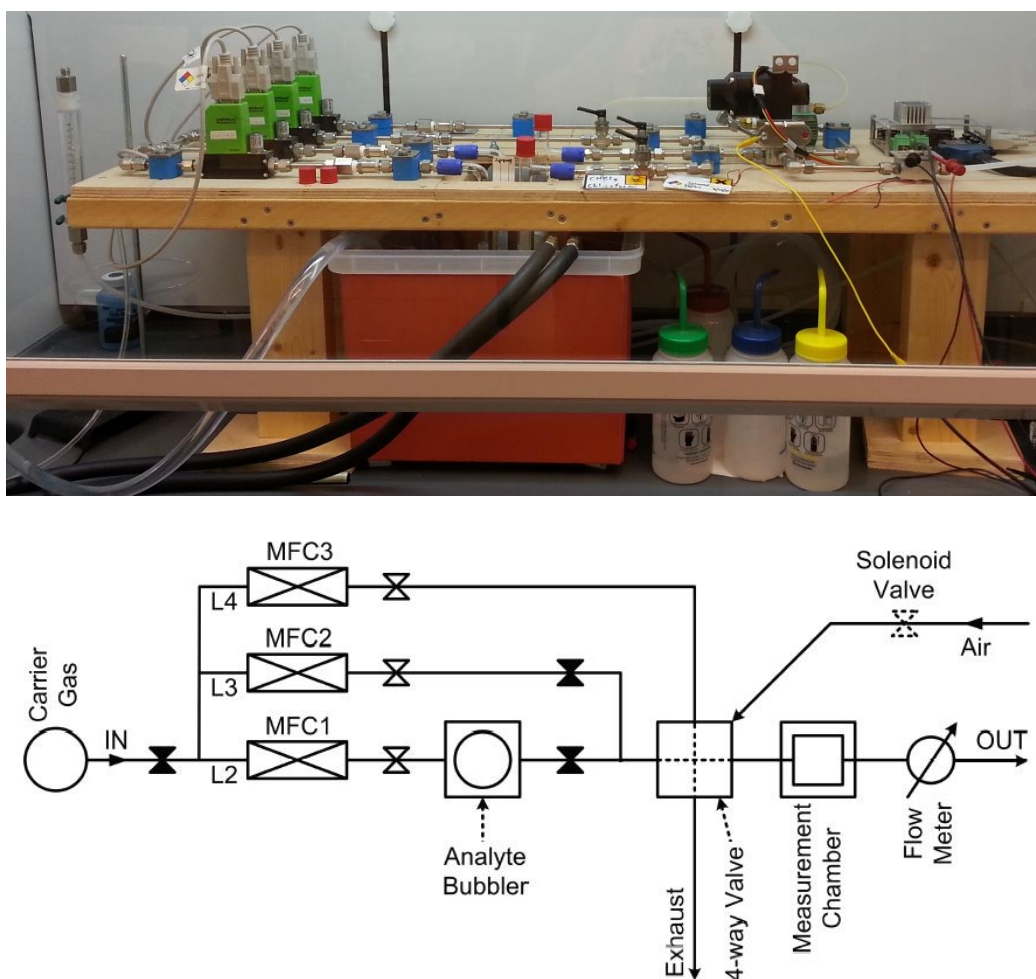 MFC3
L4
Solenoid
Valve
Air
MFC2
L3
Carrier
Gas
IN
MFC1
L2
OUT
Analyte
Bubbler
Exhaust
4-way Valve
Measurement
Chamber
Flow
Meter